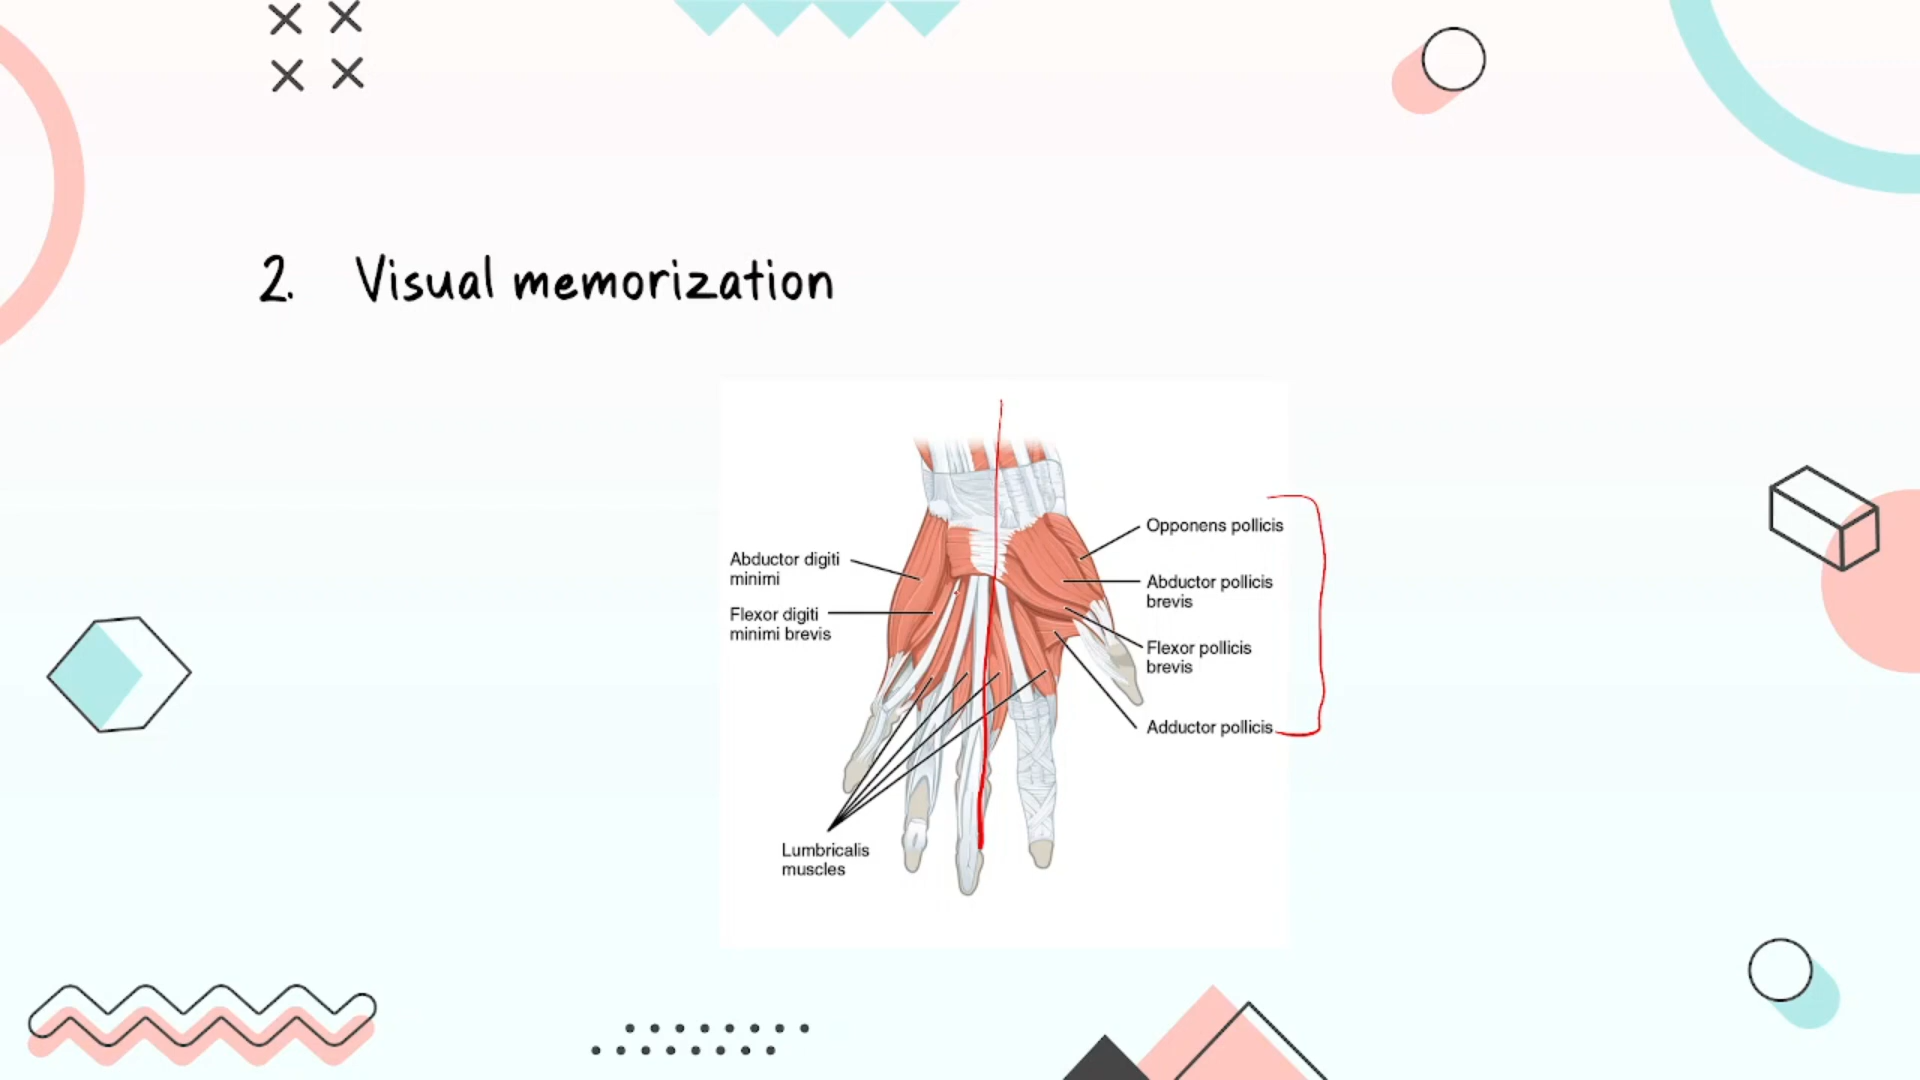 2. Visual memorization
Opponens pollicis
Abductor digiti
minimi
Abductor pollicis
brevis
Flexor digiti
minimi brevis
Flexor pollicis
brevis
Adductor pollicis
Lumbricalis
muscles